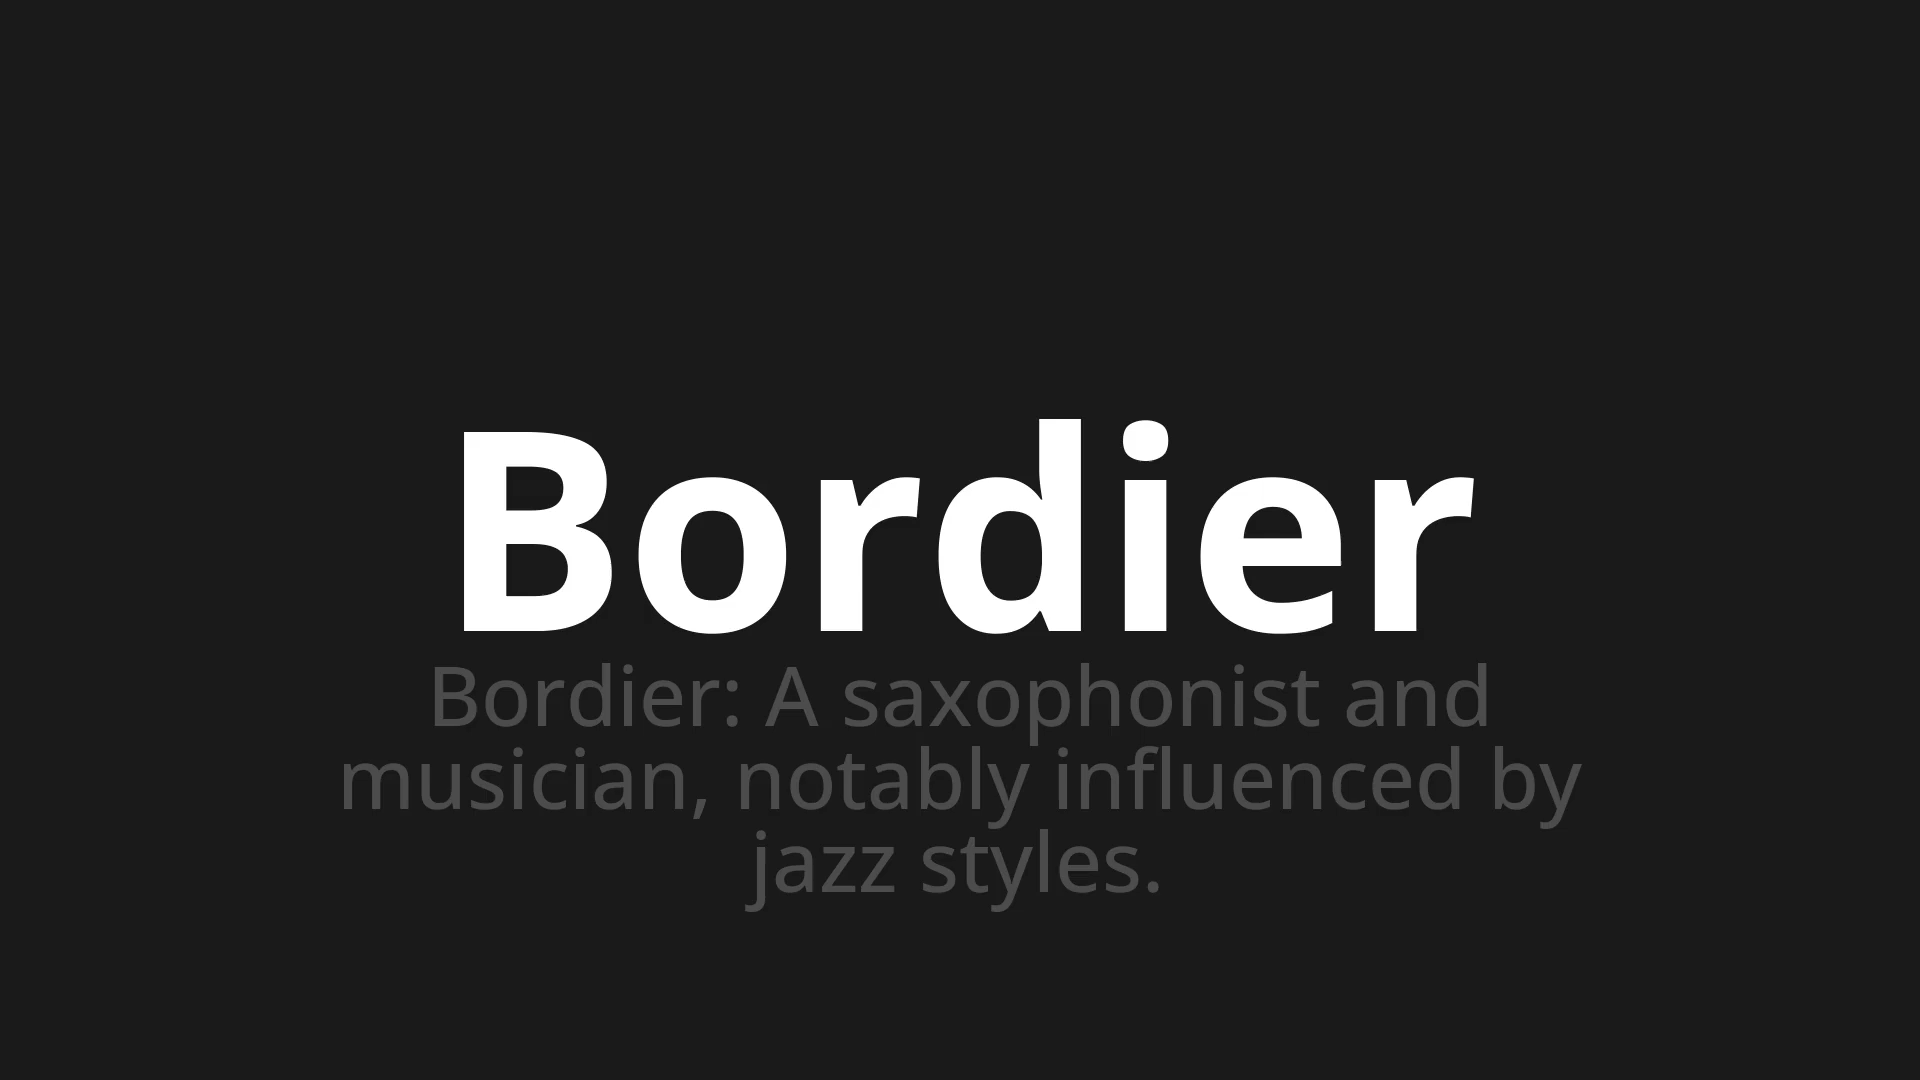 Bordier
Bordier: A saxophonist and
musician, notably influenced by
jazz styles.